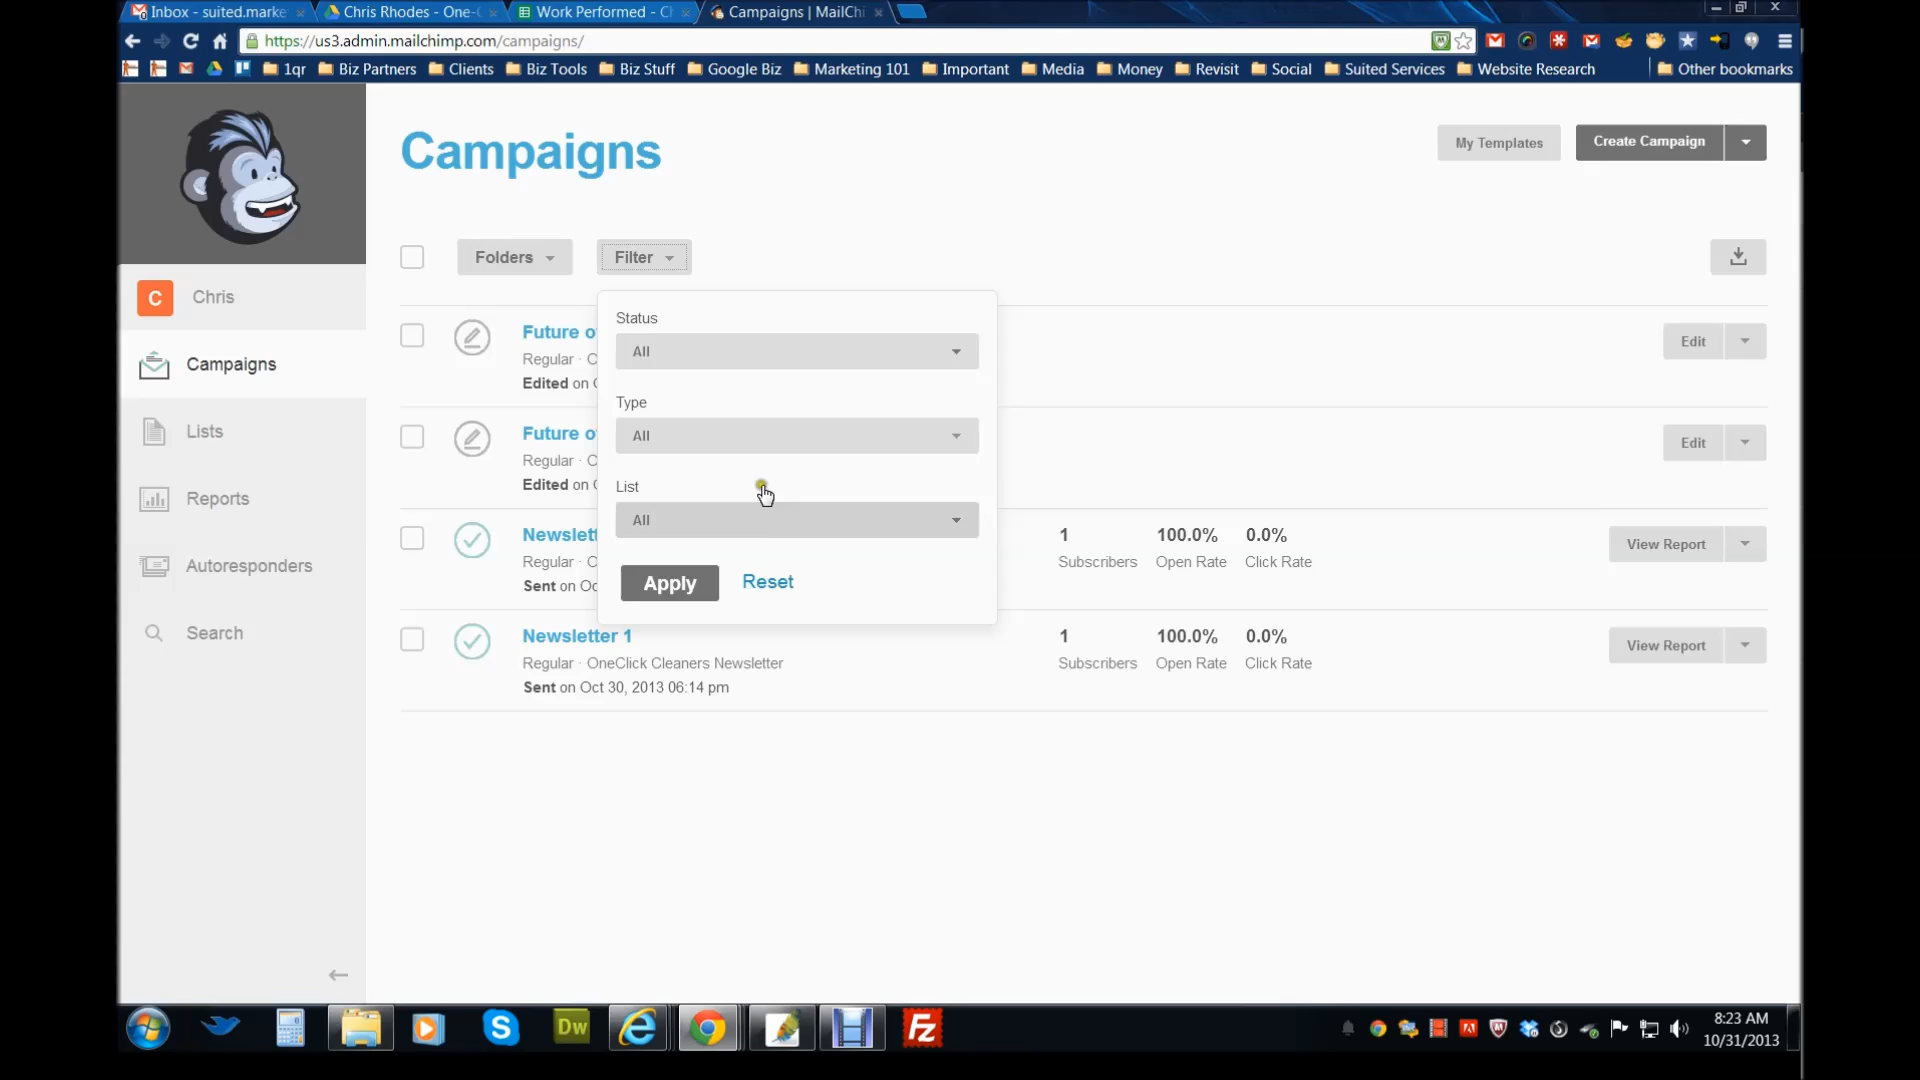 Inbox - suited.marke
Chris Rhodes - One-
Work Performed - C
Campaigns | MailChi
https://us3.admin.mailchimp.com/campaigns/
1qr
Biz Partners
Clients
Biz Tools
Biz Stuff
Google Biz
Marketing 101
Important
Media
Money
Revisit
Social
Suited Services
Website Research
Other bookmarks
Campaigns
My Templates
Create Campaign
Folders
Filter
C
Chris
Campaigns
Lists
Reports
Autoresponders
Search
Status
All
Type
All
List
All
Apply
Reset
Future o
Regular ·
Edited on
Edit
Future o
Regular ·
Edited on
Edit
Newslett
Regular ·
Sent on Oc
1
Subscribers
100.0%
Open Rate
0.0%
Click Rate
View Report
Newsletter 1
Regular · OneClick Cleaners Newsletter
Sent on Oct 30, 2013 06:14 pm
1
Subscribers
100.0%
Open Rate
0.0%
Click Rate
View Report
Dw
Fz
8:23 AM
10/31/2013